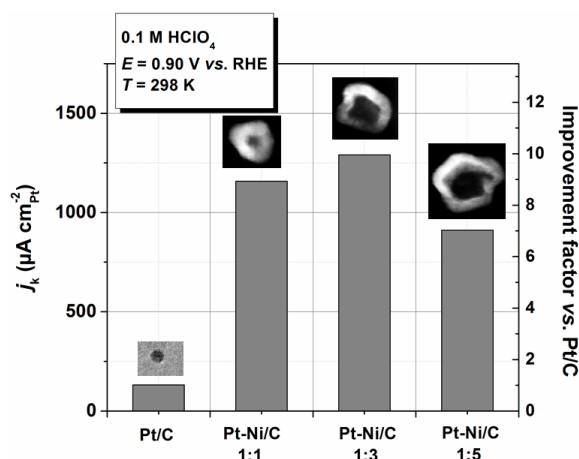 0.1 M HClO₄
E = 0.90 V vs. RHE
T = 298 K
jₖ (µA cm⁻²Pt)
1500
1000
500
0
Improvement factor vs. Pt/C
12
10
8
6
4
2
0
Pt/C
Pt-Ni/C
1:1
Pt-Ni/C
1:3
Pt-Ni/C
1:5